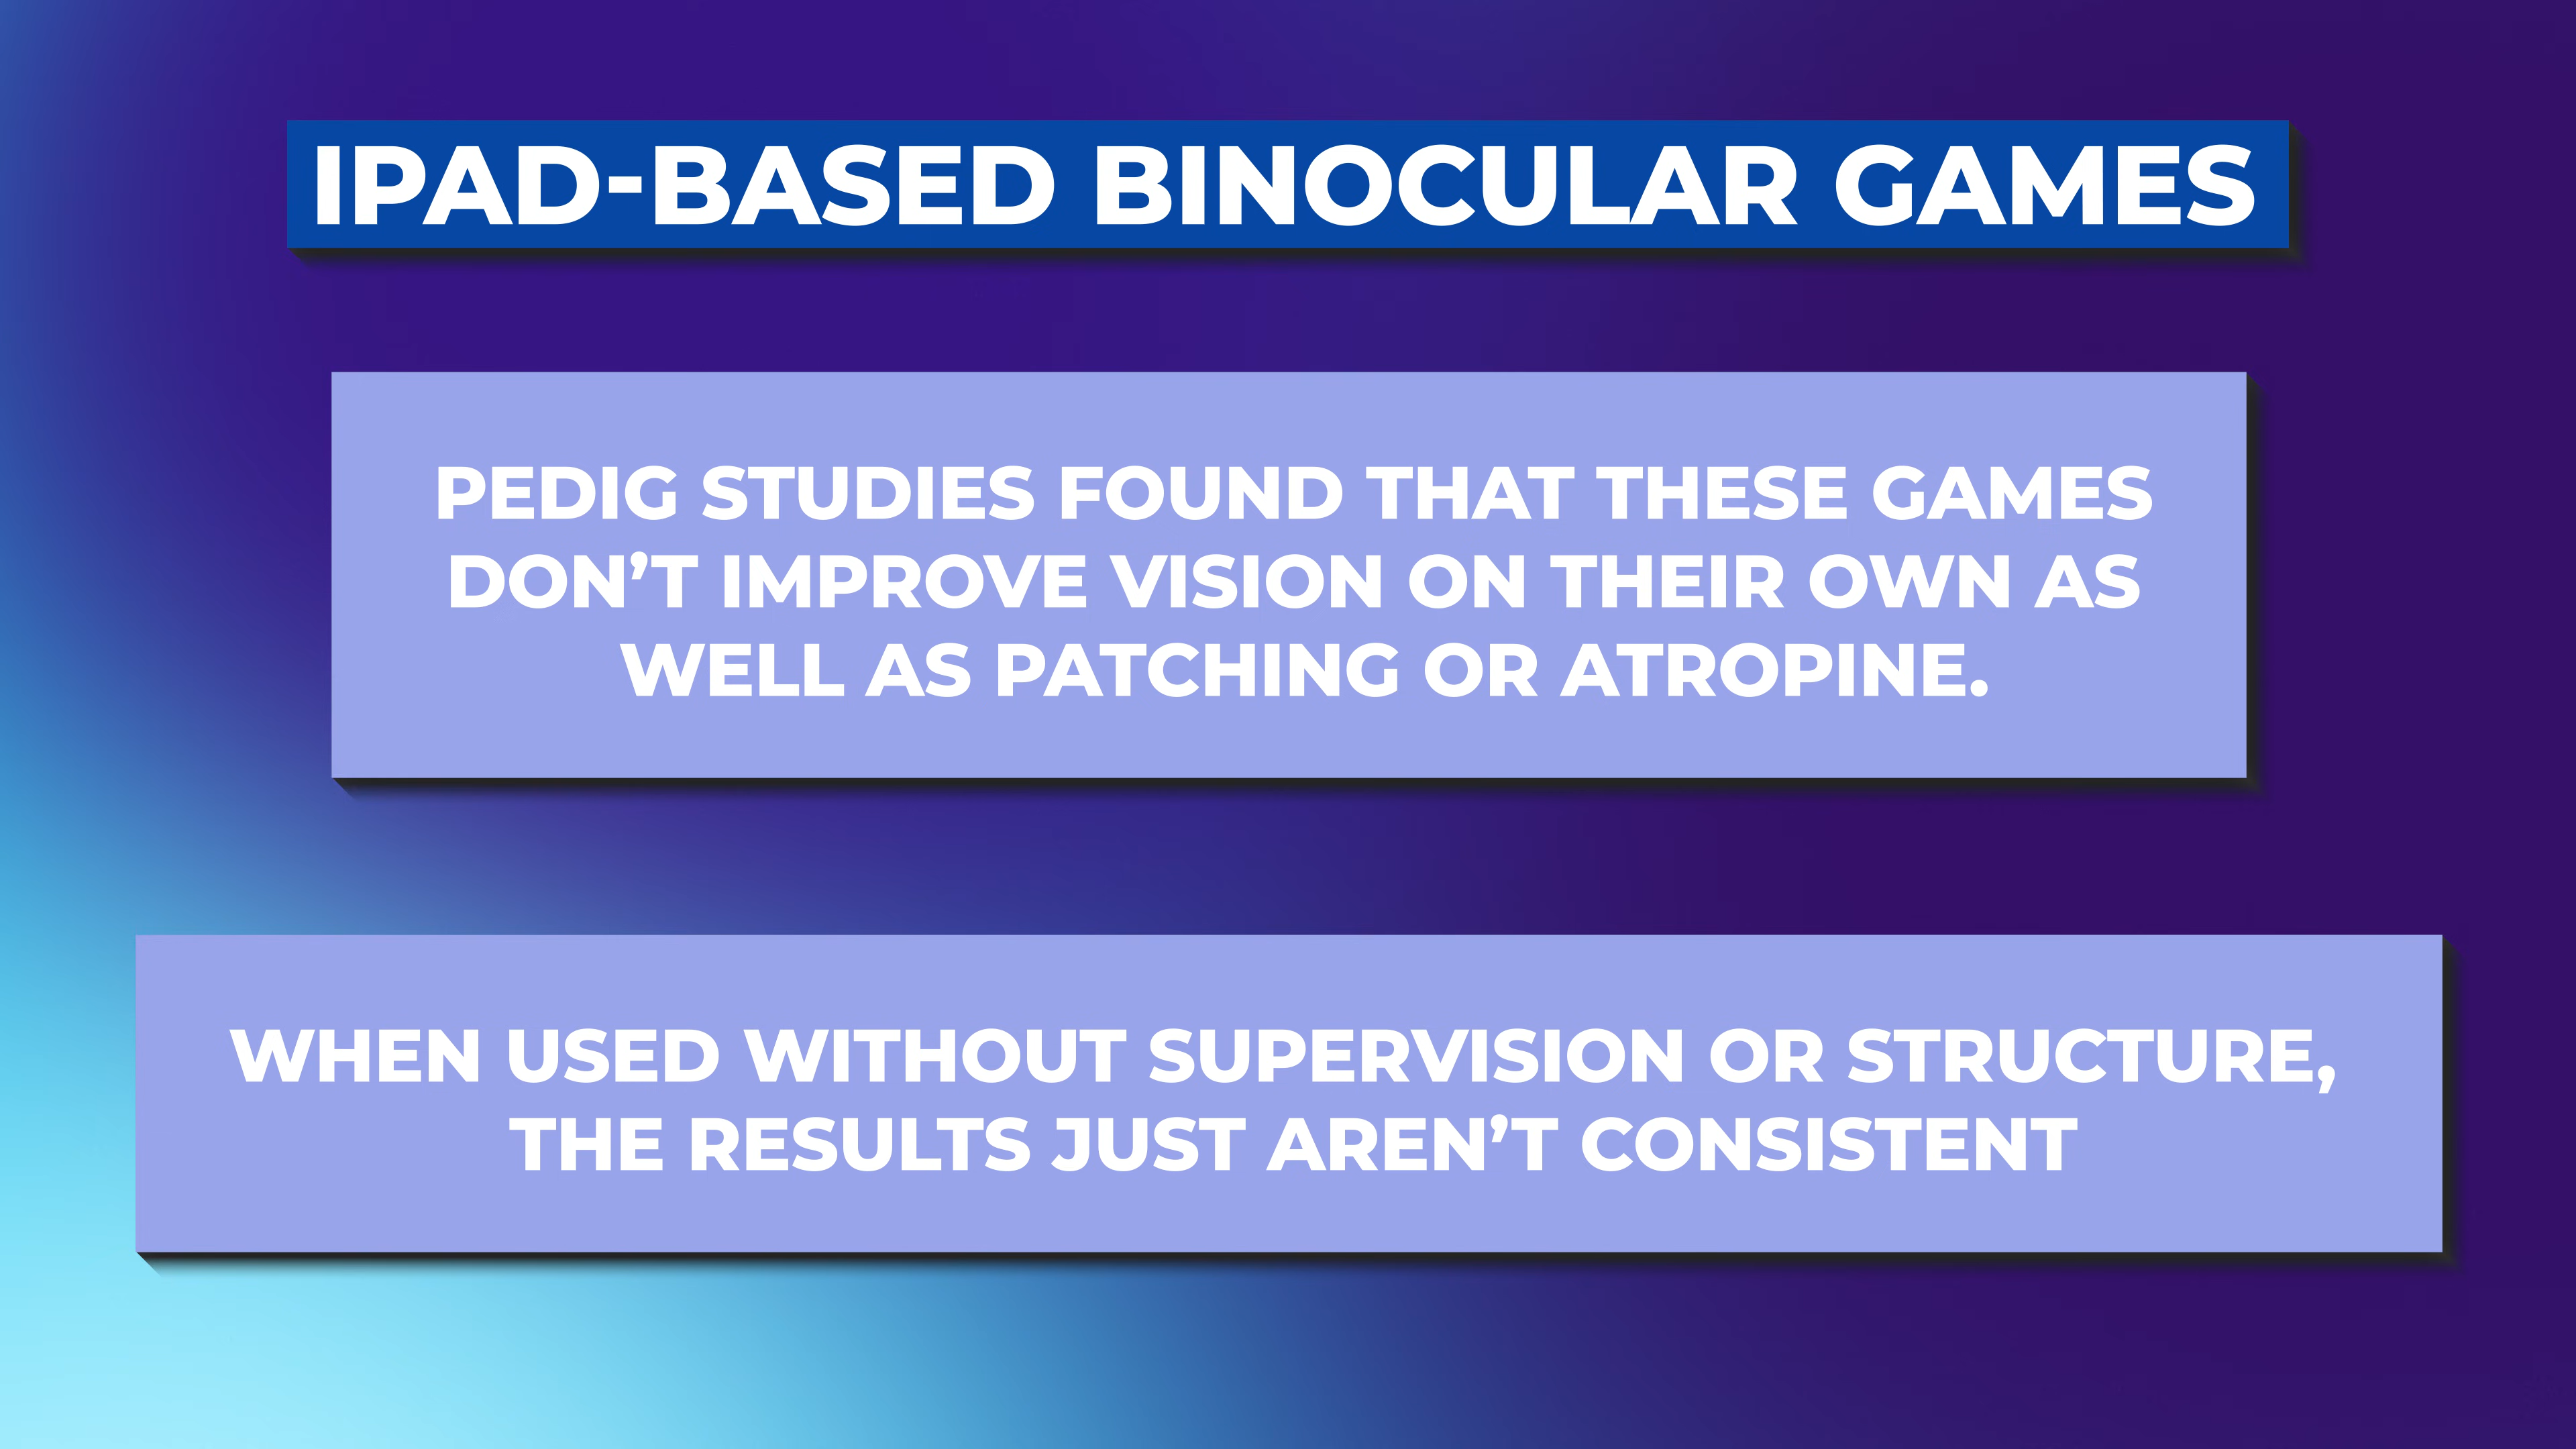 IPAD-BASED BINOCULAR GAMES
PEDIG STUDIES FOUND THAT THESE GAMES
DON’T IMPROVE VISION ON THEIR OWN AS
WELL AS PATCHING OR ATROPINE.
WHEN USED WITHOUT SUPERVISION OR STRUCTURE,
THE RESULTS JUST AREN’T CONSISTENT